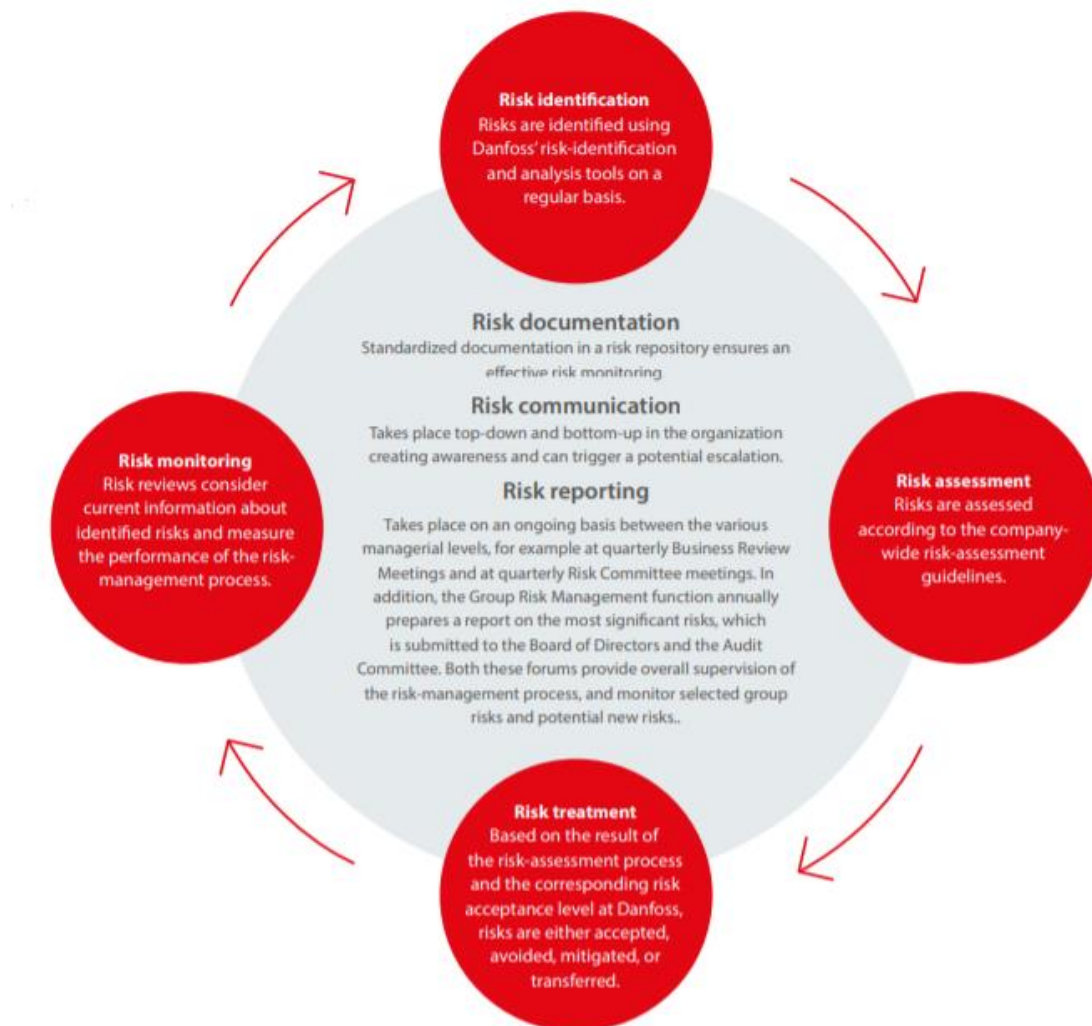 Risk identification
Risks are identified using
Danfoss' risk-identification
and analysis tools on a
regular basis.
Risk documentation
Standardized documentation in a risk repository ensures an
effective risk monitoring
Risk communication
Takes place top-down and bottom-up in the organization
creating awareness and can trigger a potential escalation.
Risk reporting
Takes place on an ongoing basis between the various
managerial levels, for example at quarterly Business Review
Meetings and at quarterly Risk Committee meetings. In
addition, the Group Risk Management function annually
prepares a report on the most significant risks, which
is submitted to the Board of Directors and the Audit
Committee. Both these forums provide overall supervision of
the risk-management process, and monitor selected group
risks and potential new risks..
Risk monitoring
Risk reviews consider
current information about
identified risks and measure
the performance of the risk-
management process.
Risk assessment
Risks are assessed
according to the company-
wide risk-assessment
guidelines.
Risk treatment
Based on the result of
the risk-assessment process
and the corresponding risk
acceptance level at Danfoss,
risks are either accepted,
avoided, mitigated, or
transferred.